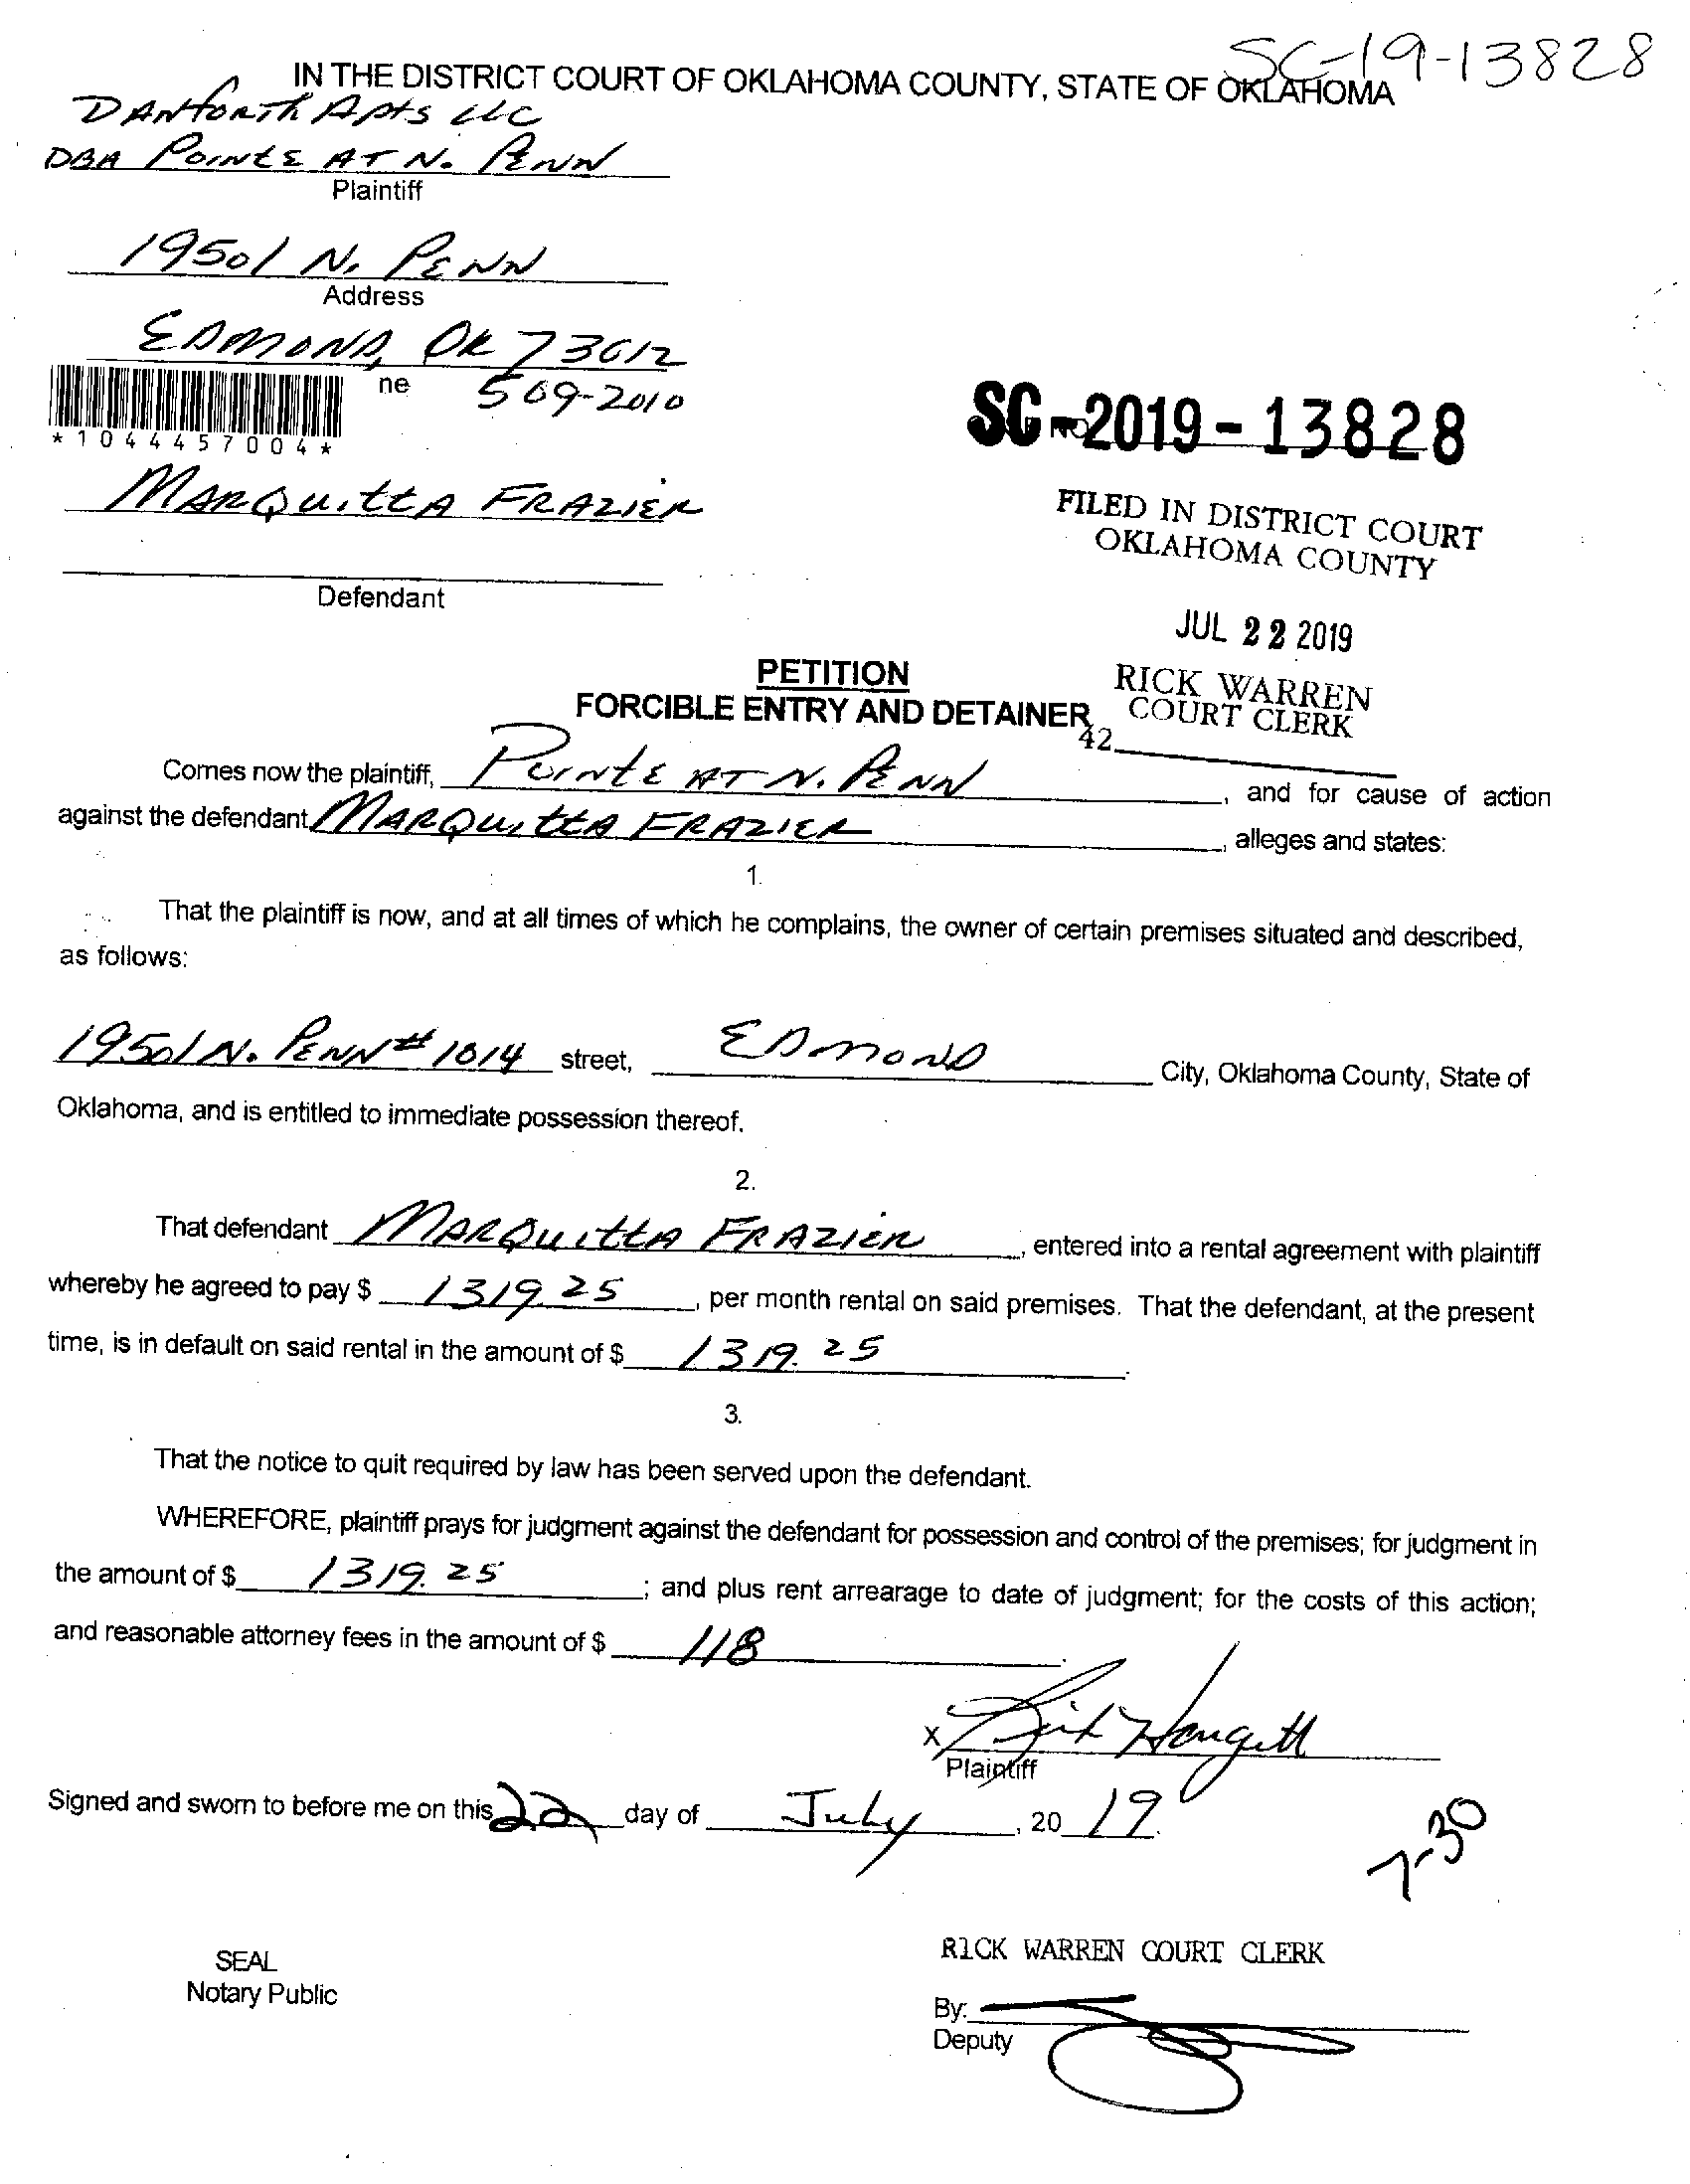 SC-19-13828
IN THE DISTRICT COURT OF OKLAHOMA COUNTY, STATE OF OKLAHOMA
DANFORTH APTS LLC
DBA POINTE AT N. PENN
Plaintiff
19501 N. PENN
Address
EDMOND, OK 73012
ne 509-2010
*1044457004*
SC-2019-13828
NO.
MARQUITTA FRAZIER
Defendant
FILED IN DISTRICT COURT
OKLAHOMA COUNTY
JUL 22 2019
RICK WARREN
COURT CLERK
42
PETITION
FORCIBLE ENTRY AND DETAINER
Comes now the plaintiff, POINTE AT N. PENN, and for cause of action
against the defendant MARQUITTA FRAZIER, alleges and states:
1.
That the plaintiff is now, and at all times of which he complains, the owner of certain premises situated and described,
as follows:
19501 N. PENN # 1014 street, EDMOND City, Oklahoma County, State of
Oklahoma, and is entitled to immediate possession thereof.
2.
That defendant MARQUITTA FRAZIER, entered into a rental agreement with plaintiff
whereby he agreed to pay $ 1319.25, per month rental on said premises. That the defendant, at the present
time, is in default on said rental in the amount of $ 1319.25.
3.
That the notice to quit required by law has been served upon the defendant.
WHEREFORE, plaintiff prays for judgment against the defendant for possession and control of the premises; for judgment in
the amount of $ 1319.25; and plus rent arrearage to date of judgment; for the costs of this action;
and reasonable attorney fees in the amount of $ 118.
X
Plaintiff
Signed and sworn to before me on this 22 day of July, 20 19.
7-30
SEAL
Notary Public
RICK WARREN COURT CLERK
By:
Deputy